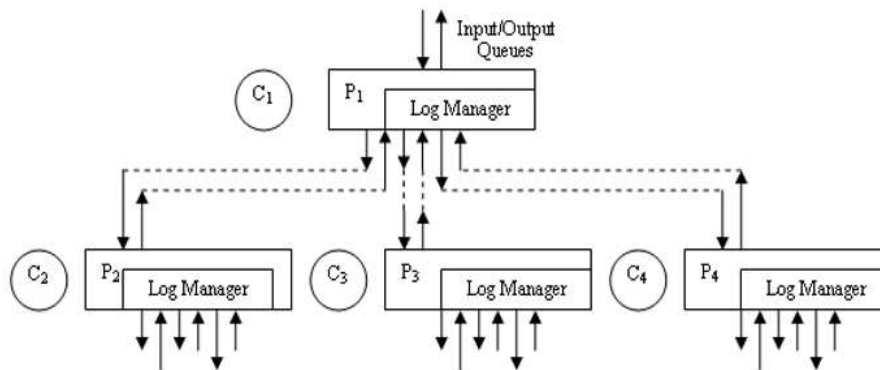 Input/Output
Queues
C1
P1
Log Manager
C2
P2
Log Manager
C3
P3
Log Manager
C4
P4
Log Manager